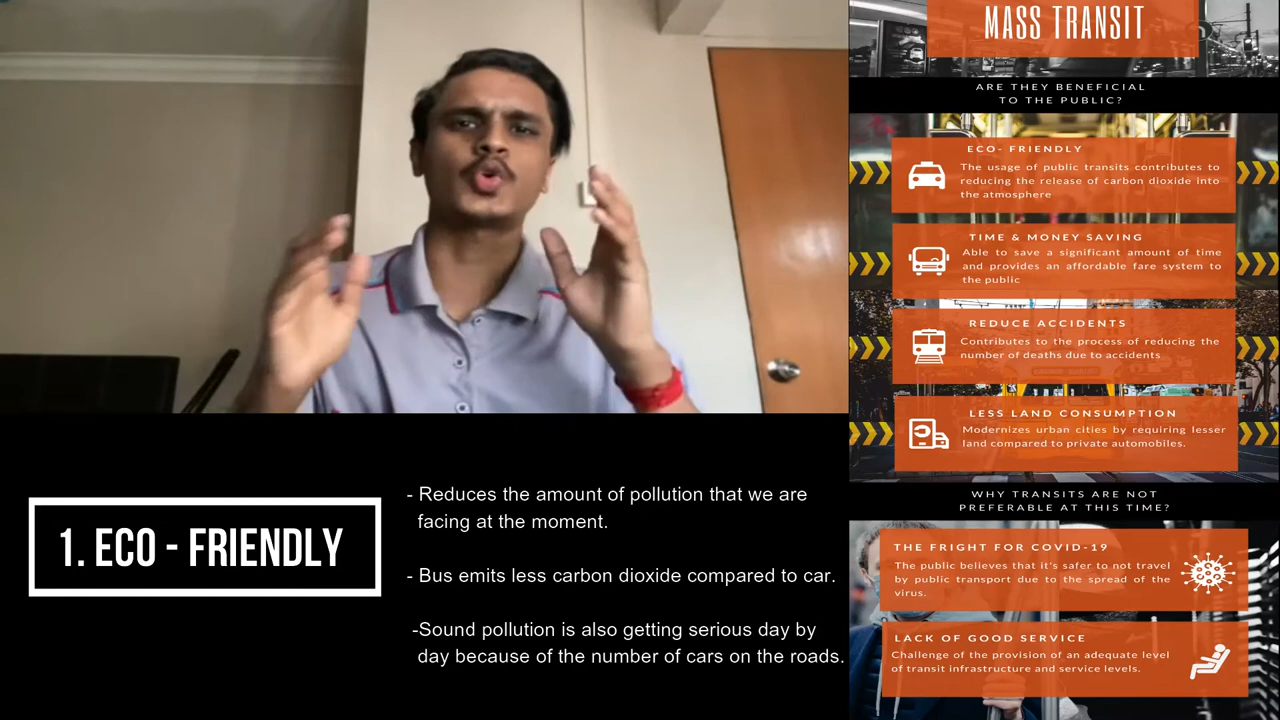 1. ECO - FRIENDLY
- Reduces the amount of pollution that we are
facing at the moment.
- Bus emits less carbon dioxide compared to car.
-Sound pollution is also getting serious day by
day because of the number of cars on the roads.
MASS TRANSIT
ARE THEY BENEFICIAL
TO THE PUBLIC?
ECO- FRIENDLY
The usage of public transits contributes to
reducing the release of carbon dioxide into
the atmosphere
TIME & MONEY SAVING
Able to save a significant amount of time
and provides an affordable fare system to
the public
REDUCE ACCIDENTS
Contributes to the process of reducing the
number of deaths due to accidents
LESS LAND CONSUMPTION
Modernizes urban cities by requiring lesser
land compared to private automobiles.
WHY TRANSITS ARE NOT
PREFERABLE AT THIS TIME?
THE FRIGHT FOR COVID-19
The public believes that it's safer to not travel
by public transport due to the spread of the
virus.
LACK OF GOOD SERVICE
Challenge of the provision of an adequate level
of transit infrastructure and service levels.